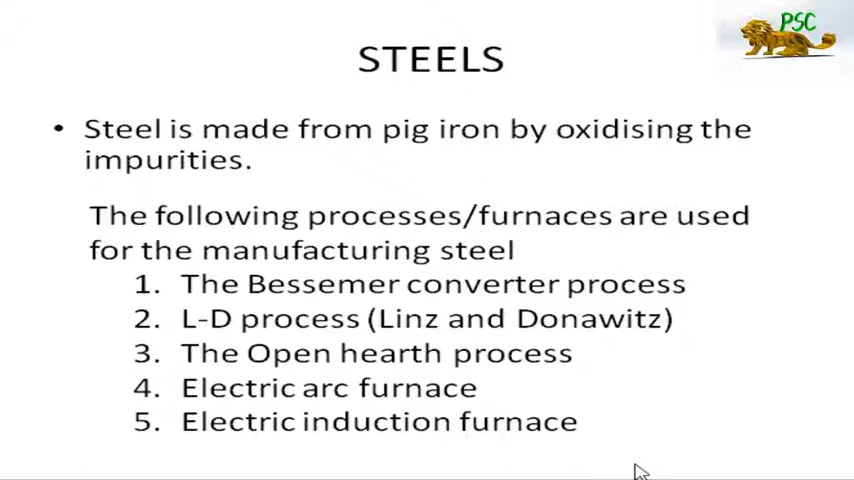 PSC
STEELS
• Steel is made from pig iron by oxidising the
impurities.
The following processes/furnaces are used
for the manufacturing steel
1. The Bessemer converter process
2. L-D process (Linz and Donawitz)
3. The Open hearth process
4. Electric arc furnace
5. Electric induction furnace